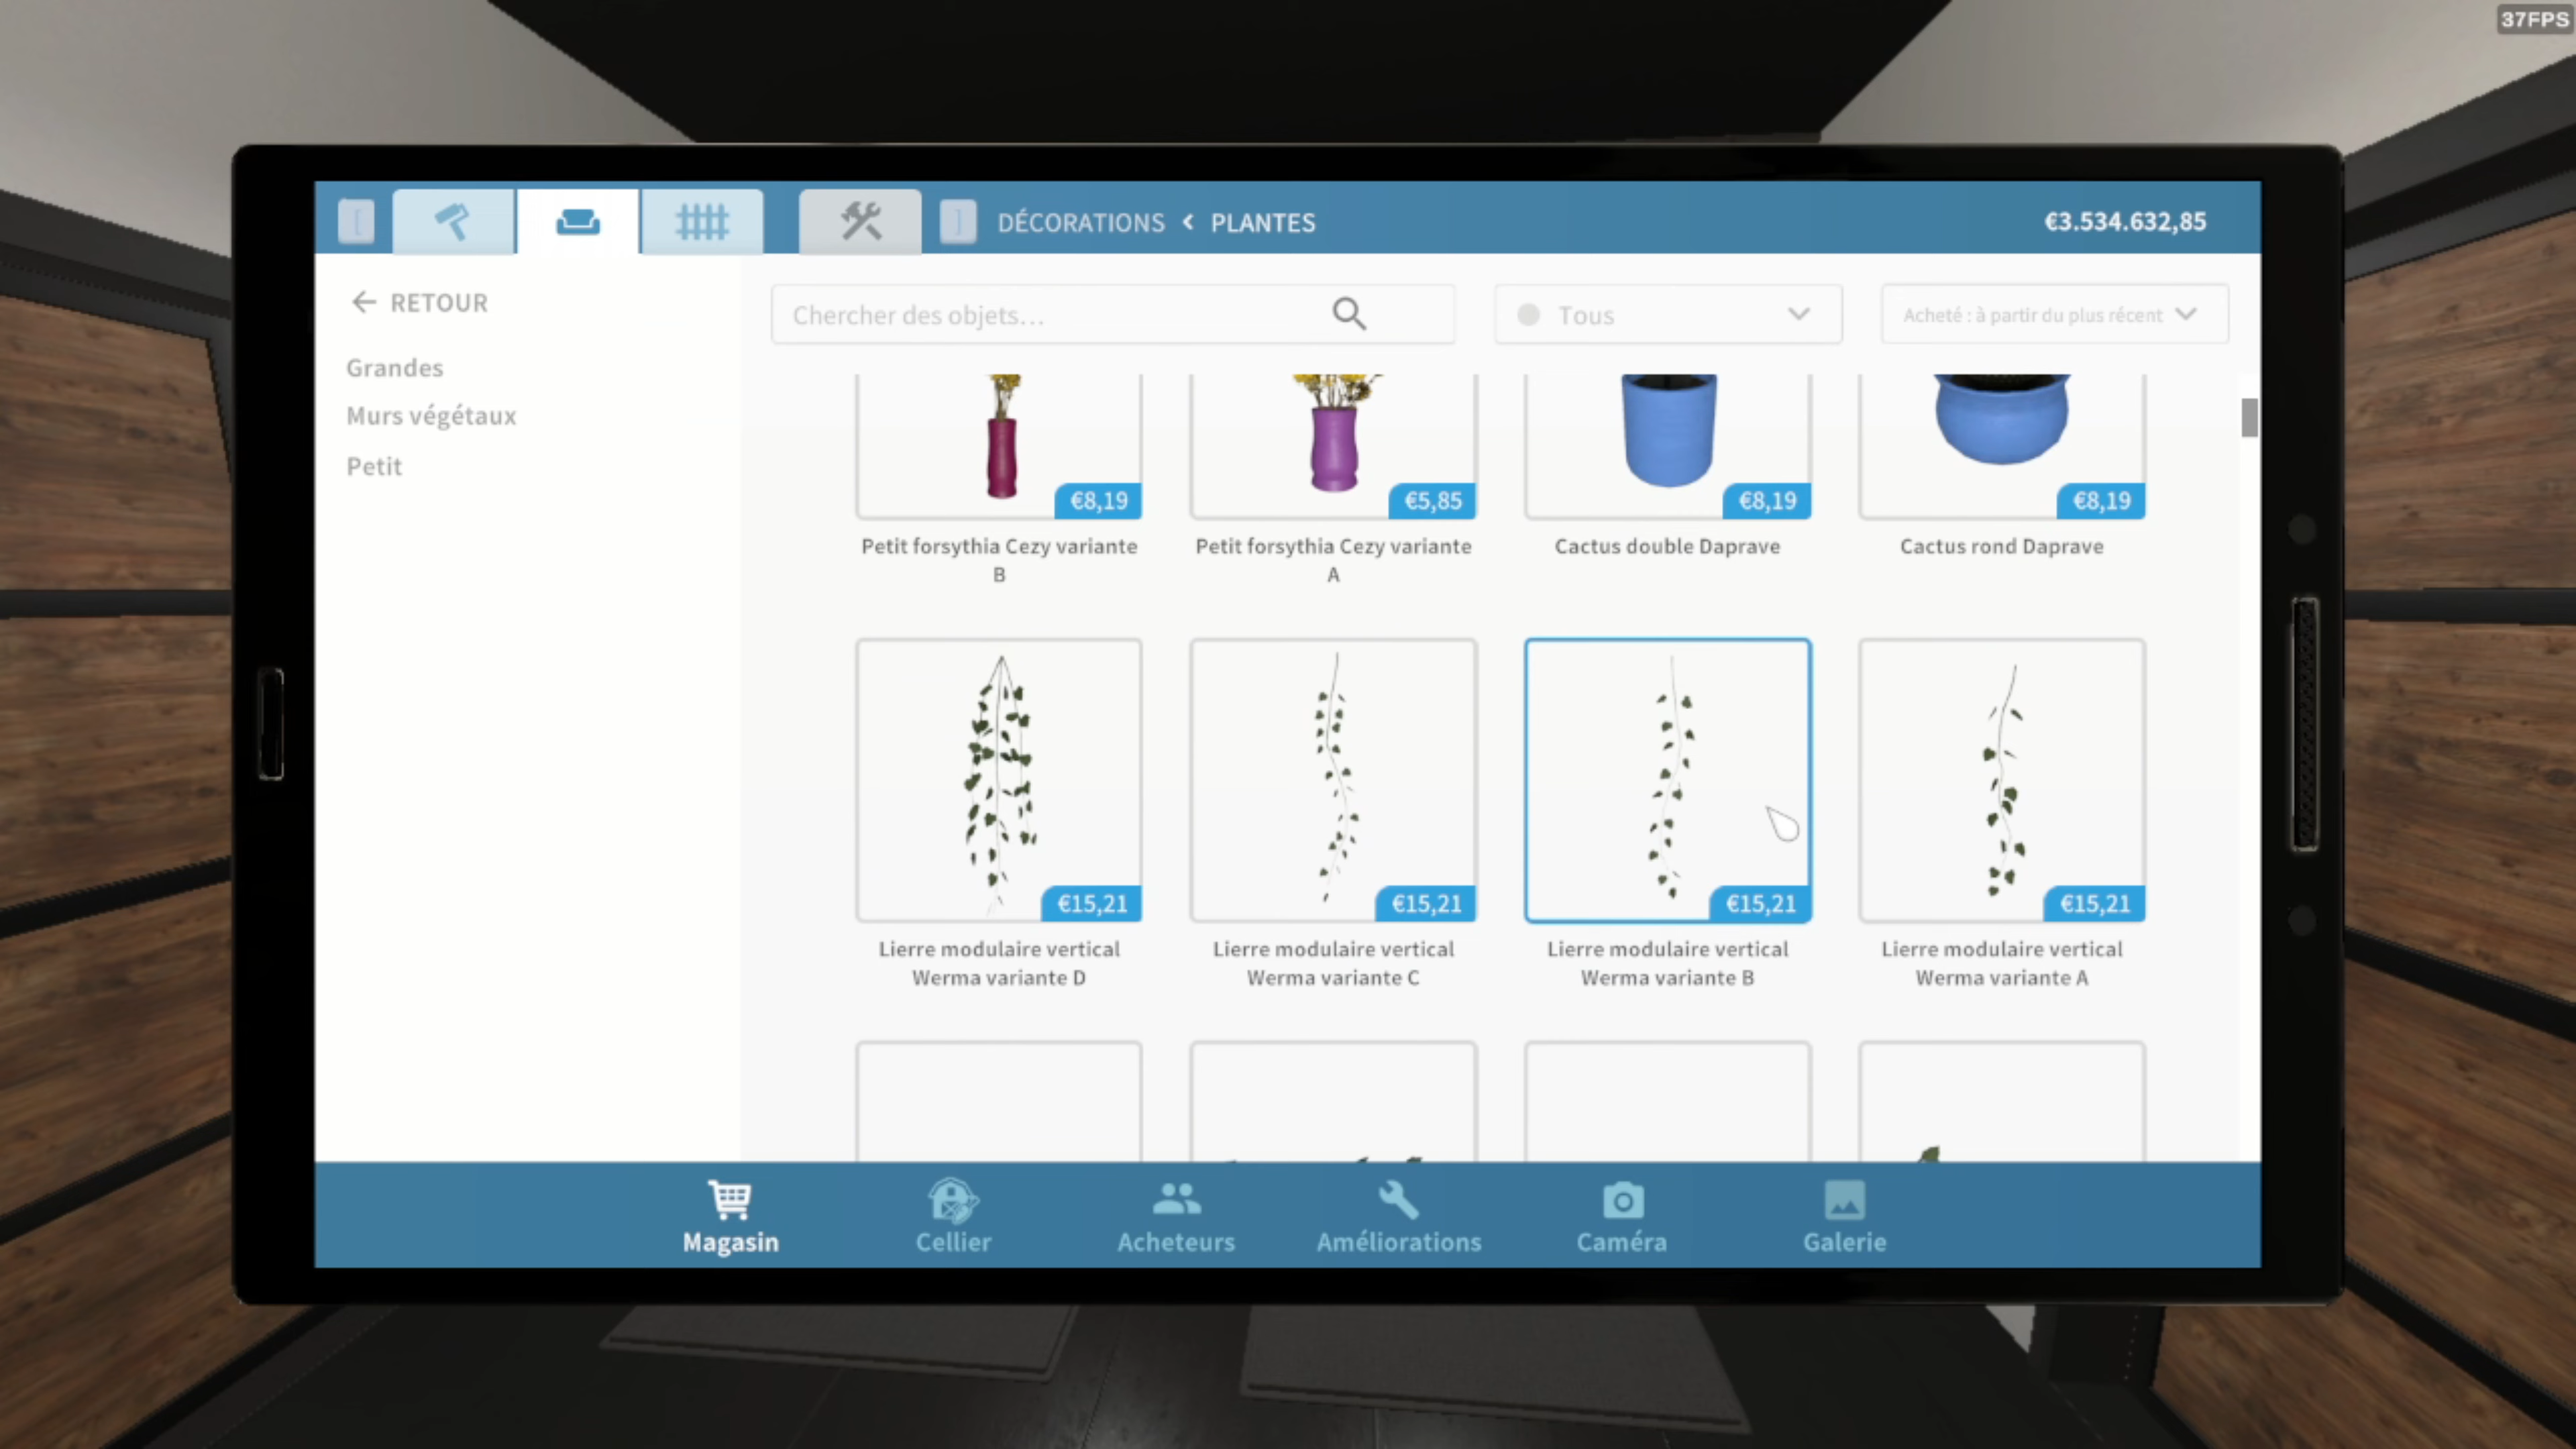 37FPS
[
]
DÉCORATIONS < PLANTES
€3.534.632,85
← RETOUR
Grandes
Murs végétaux
Petit
Chercher des objets...
Tous
Acheté : à partir du plus récent
€8,19
€5,85
€8,19
€8,19
Petit forsythia Cezy variante
B
Petit forsythia Cezy variante
A
Cactus double Daprave
Cactus rond Daprave
€15,21
€15,21
€15,21
€15,21
Lierre modulaire vertical
Werma variante D
Lierre modulaire vertical
Werma variante C
Lierre modulaire vertical
Werma variante B
Lierre modulaire vertical
Werma variante A
Magasin
Cellier
Acheteurs
Améliorations
Caméra
Galerie